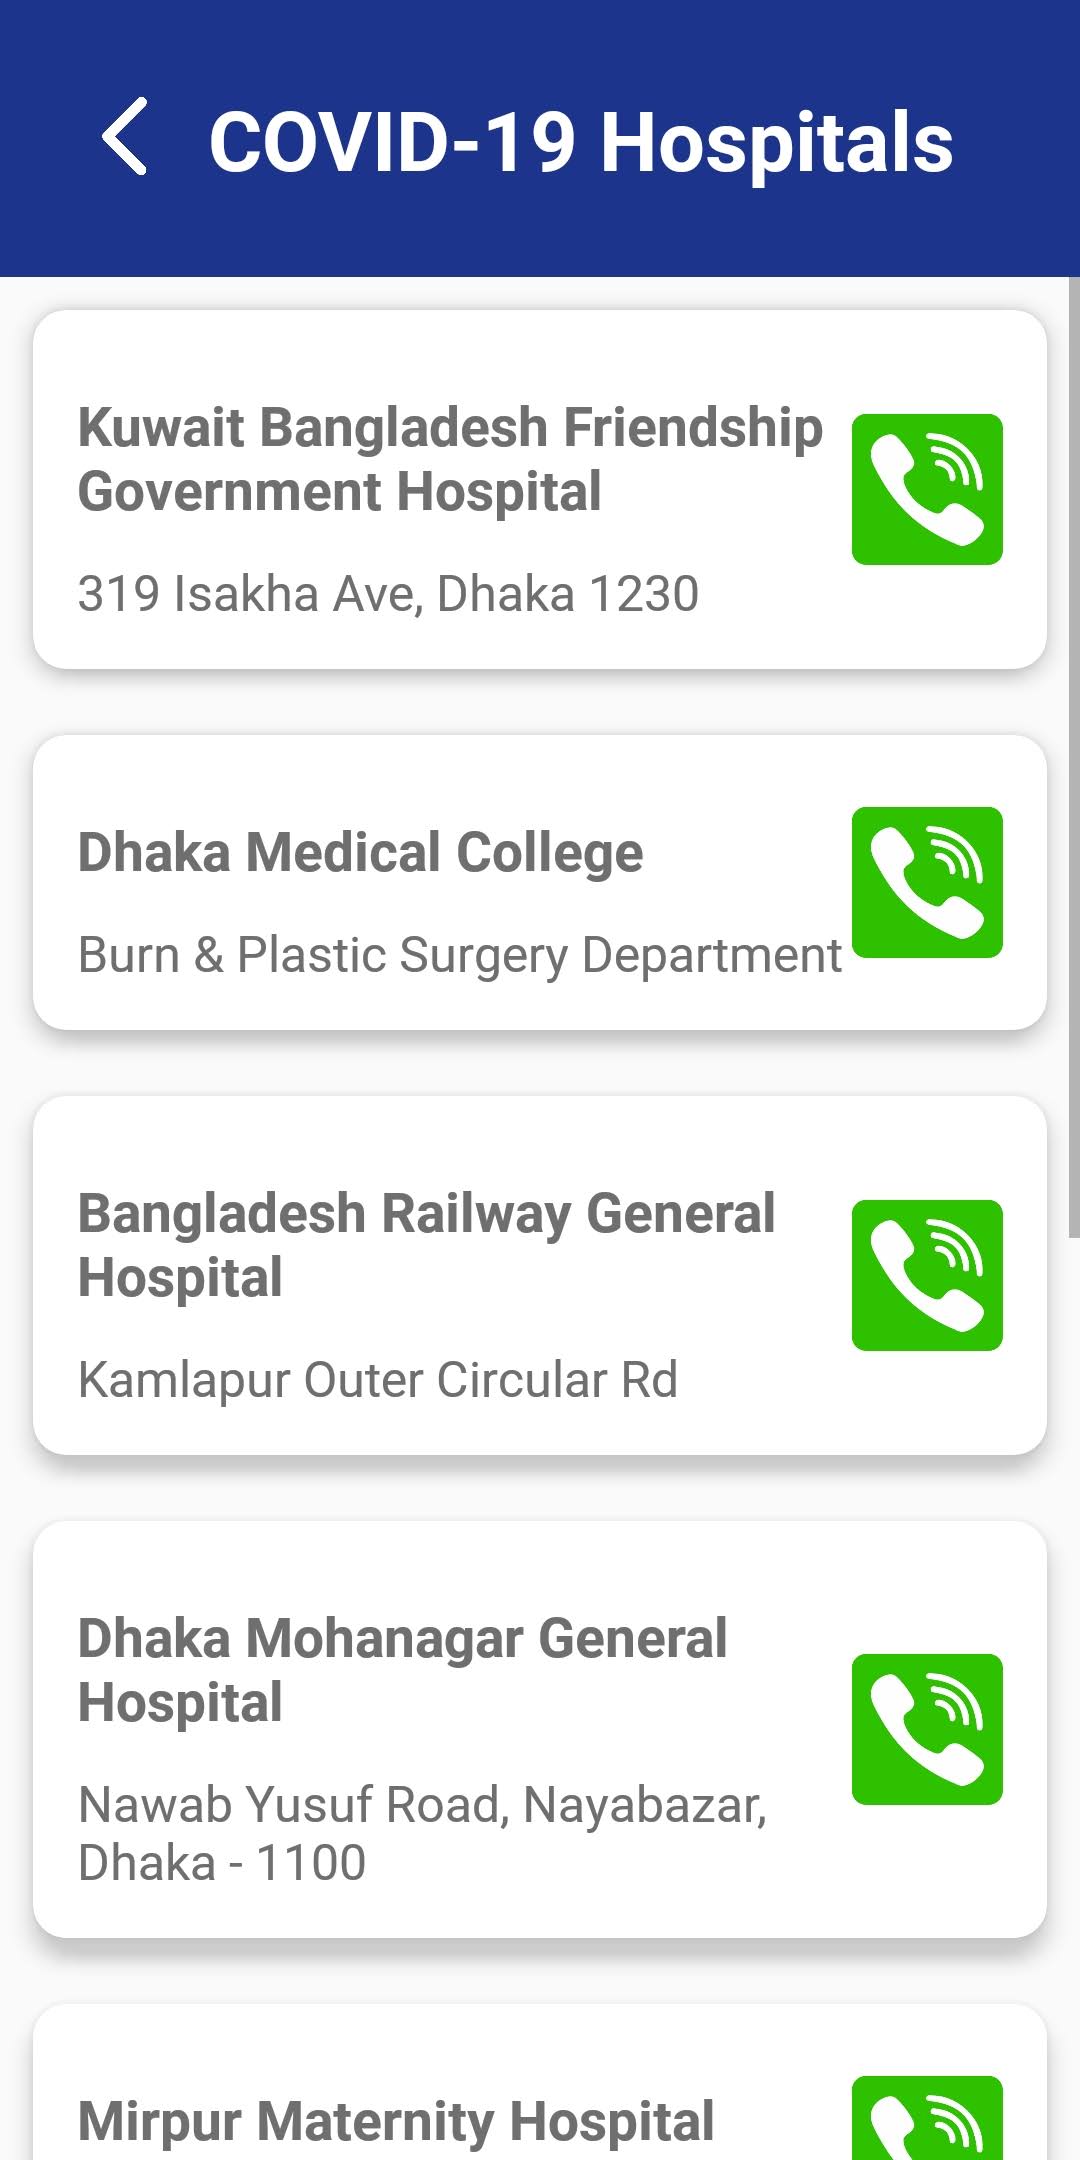 COVID-19 Hospitals
Kuwait Bangladesh Friendship
Government Hospital
319 Isakha Ave, Dhaka 1230
Dhaka Medical College
Burn & Plastic Surgery Department
Bangladesh Railway General
Hospital
Kamlapur Outer Circular Rd
Dhaka Mohanagar General
Hospital
Nawab Yusuf Road, Nayabazar,
Dhaka - 1100
Mirpur Maternity Hospital